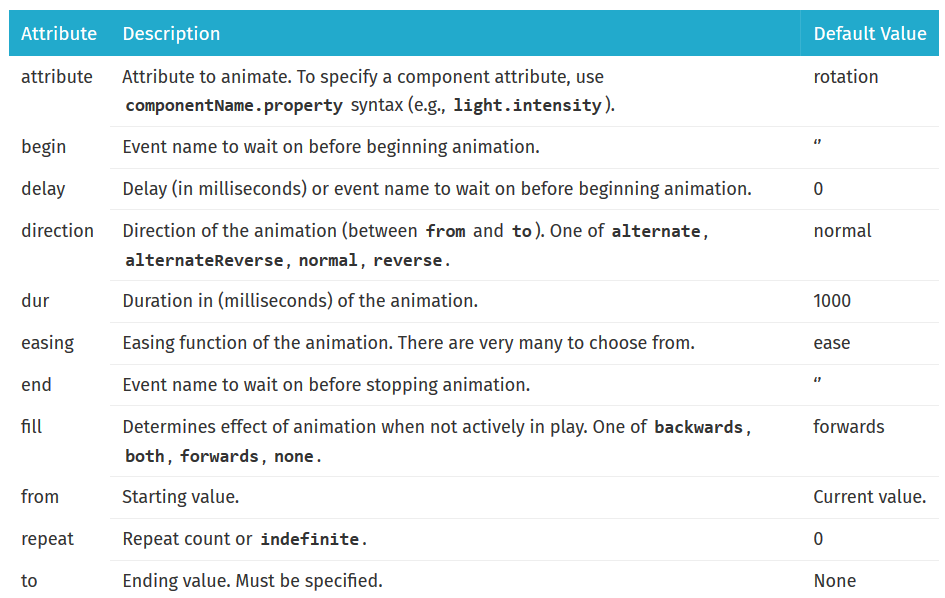 Attribute Description Default Value
attribute Attribute to animate. To specify a component attribute, use rotation
componentName.property syntax (e.g., light.intensity).
begin Event name to wait on before beginning animation. ‘’
delay Delay (in milliseconds) or event name to wait on before beginning animation. 0
direction Direction of the animation (between from and to). One of alternate, normal
alternateReverse, normal, reverse.
dur Duration in (milliseconds) of the animation. 1000
easing Easing function of the animation. There are very many to choose from. ease
end Event name to wait on before stopping animation. ‘’
fill Determines effect of animation when not actively in play. One of backwards, forwards
both, forwards, none.
from Starting value. Current value.
repeat Repeat count or indefinite. 0
to Ending value. Must be specified. None